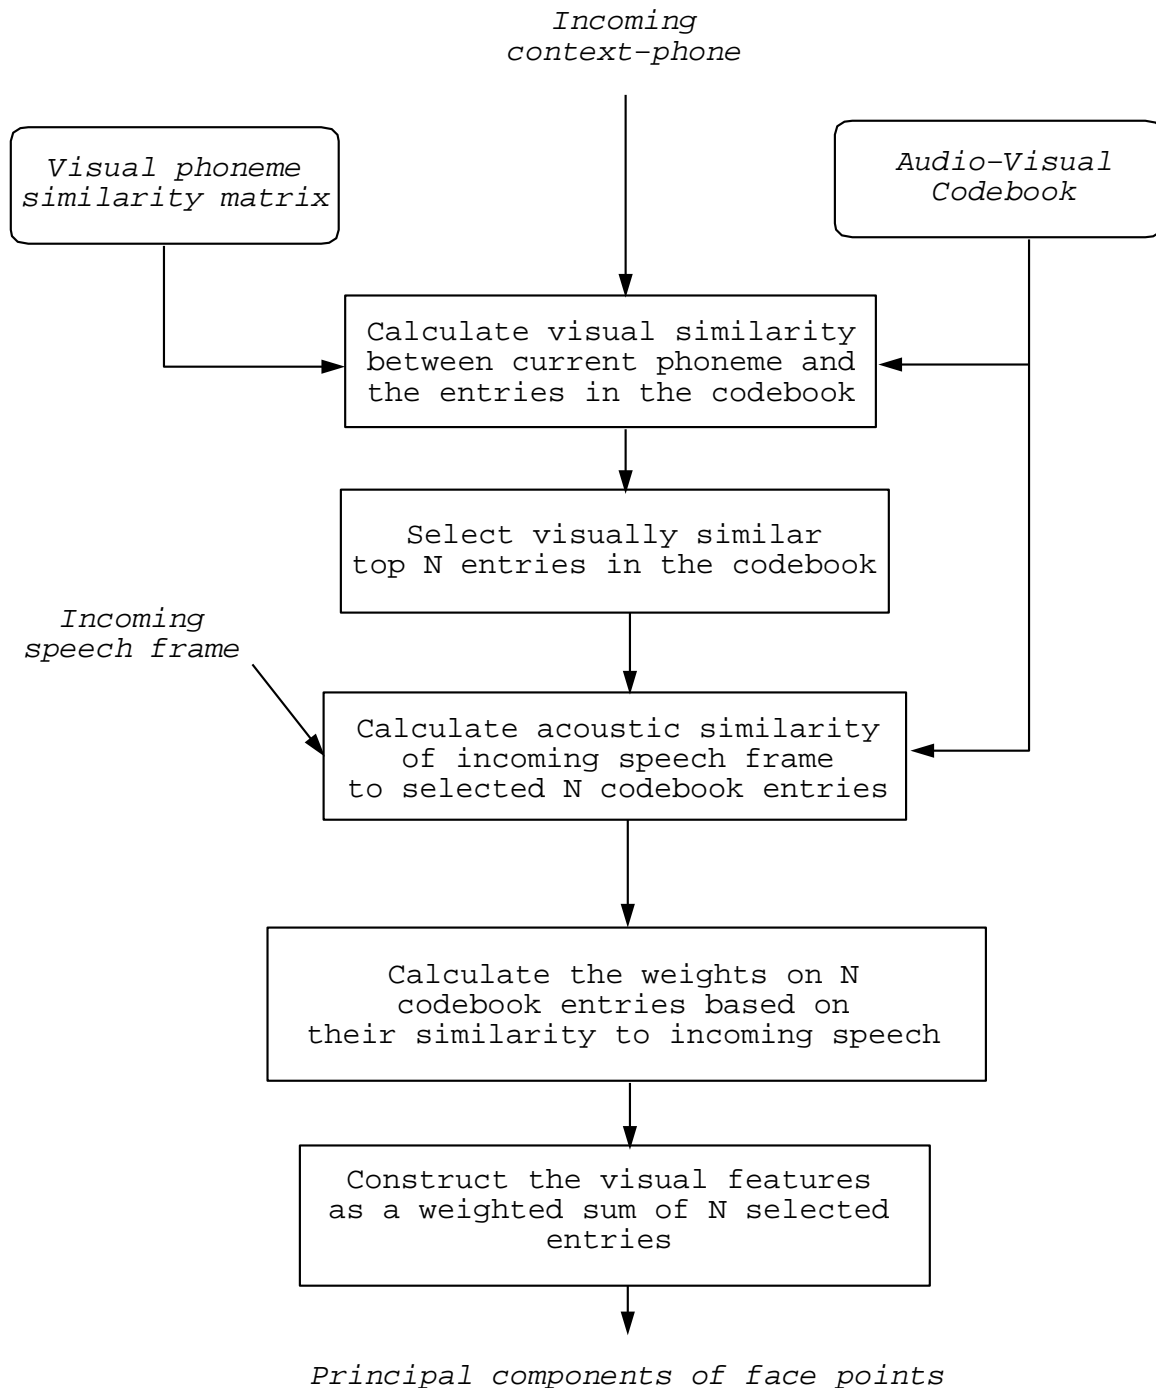 Incoming
context-phone
Visual phoneme
similarity matrix
Audio-Visual
Codebook
Calculate visual similarity
between current phoneme and
the entries in the codebook
Select visually similar
top N entries in the codebook
Incoming
speech frame
Calculate acoustic similarity
of incoming speech frame
to selected N codebook entries
Calculate the weights on N
codebook entries based on
their similarity to incoming speech
Construct the visual features
as a weighted sum of N selected
entries
Principal components of face points